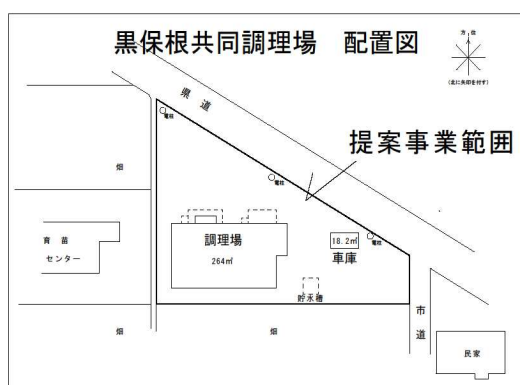 黒保根共同調理場　配置図
方　位
(北に矢印を付す)
県　道
電柱
提案事業範囲
畑
電柱
育　苗
センター
調理場
264㎡
18.2㎡
電柱
車庫
貯水槽
市　道
畑
畑
民家